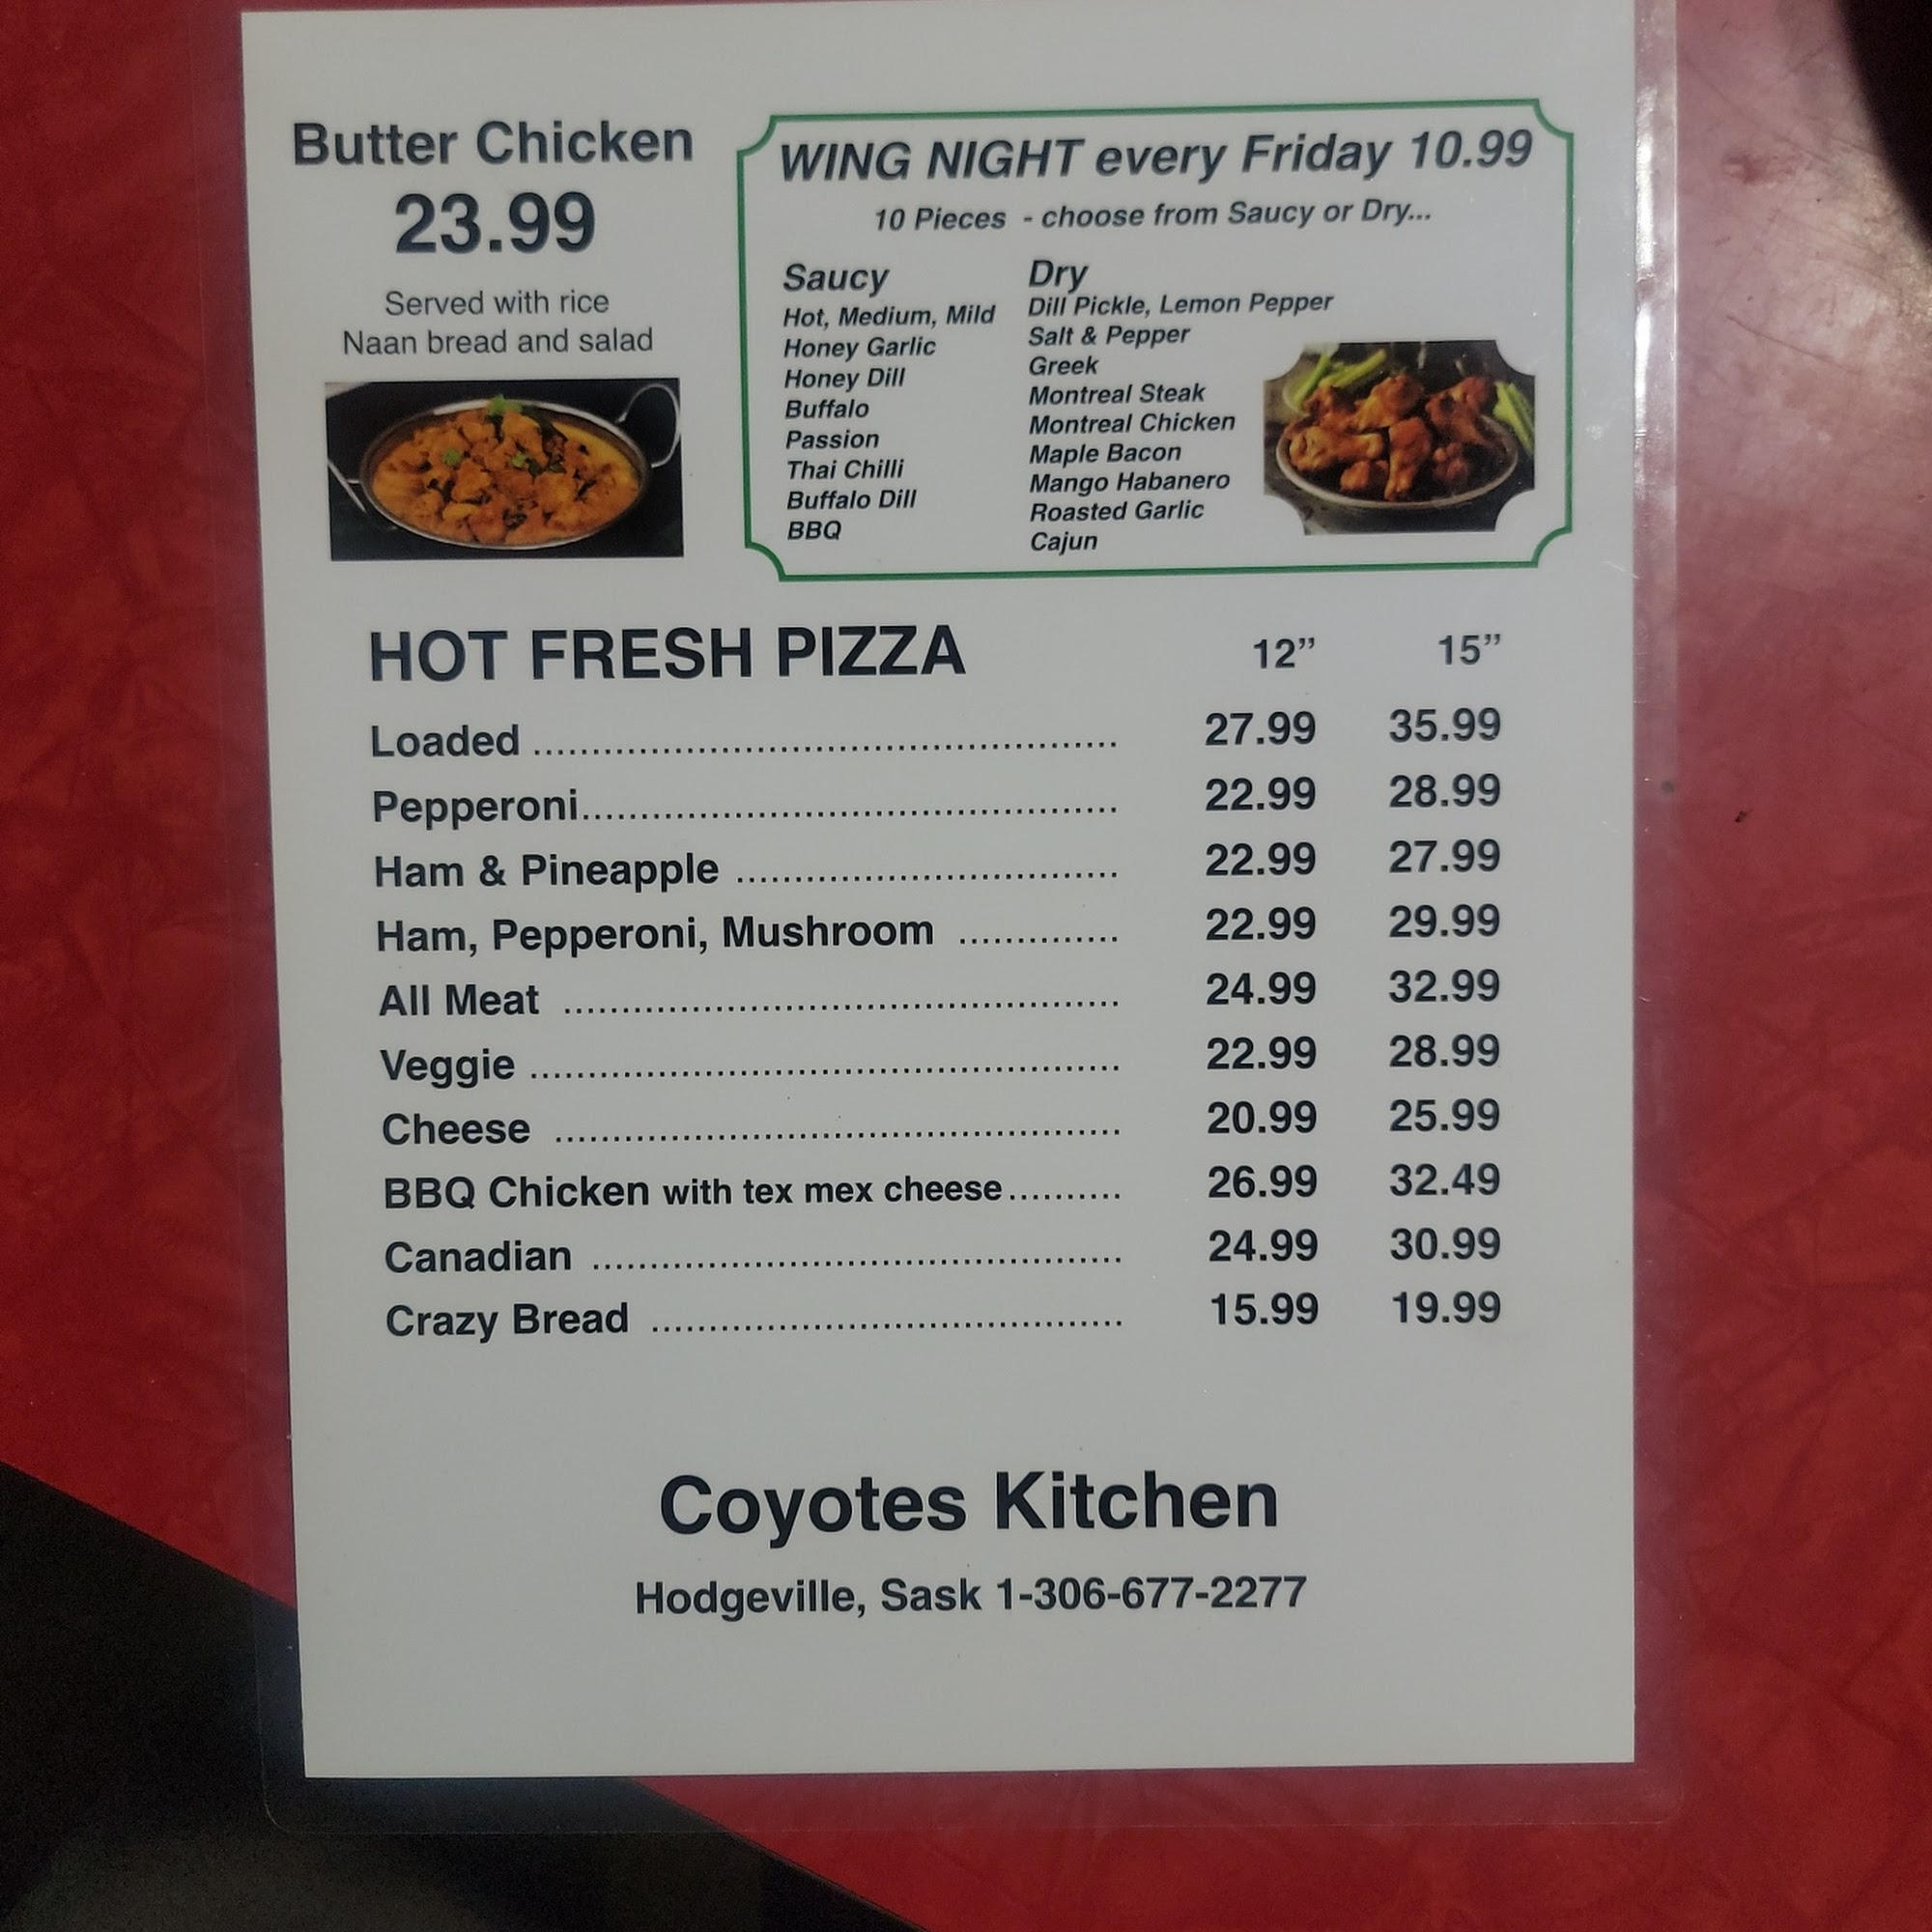 Butter Chicken
23.99
Served with rice
Naan bread and salad
WING NIGHT every Friday 10.99
10 Pieces - choose from Saucy or Dry...
Saucy
Hot, Medium, Mild
Honey Garlic
Honey Dill
Buffalo
Passion
Thai Chilli
Buffalo Dill
BBQ
Dry
Dill Pickle, Lemon Pepper
Salt & Pepper
Greek
Montreal Steak
Montreal Chicken
Maple Bacon
Mango Habanero
Roasted Garlic
Cajun
HOT FRESH PIZZA 12” 15”
Loaded ........................................................ 27.99 35.99
Pepperoni.................................................... 22.99 28.99
Ham & Pineapple ..................................... 22.99 27.99
Ham, Pepperoni, Mushroom .............. 22.99 29.99
All Meat ..................................................... 24.99 32.99
Veggie ........................................................ 22.99 28.99
Cheese ...................................................... 20.99 25.99
BBQ Chicken with tex mex cheese.......... 26.99 32.49
Canadian ................................................... 24.99 30.99
Crazy Bread .............................................. 15.99 19.99
Coyotes Kitchen
Hodgeville, Sask 1-306-677-2277